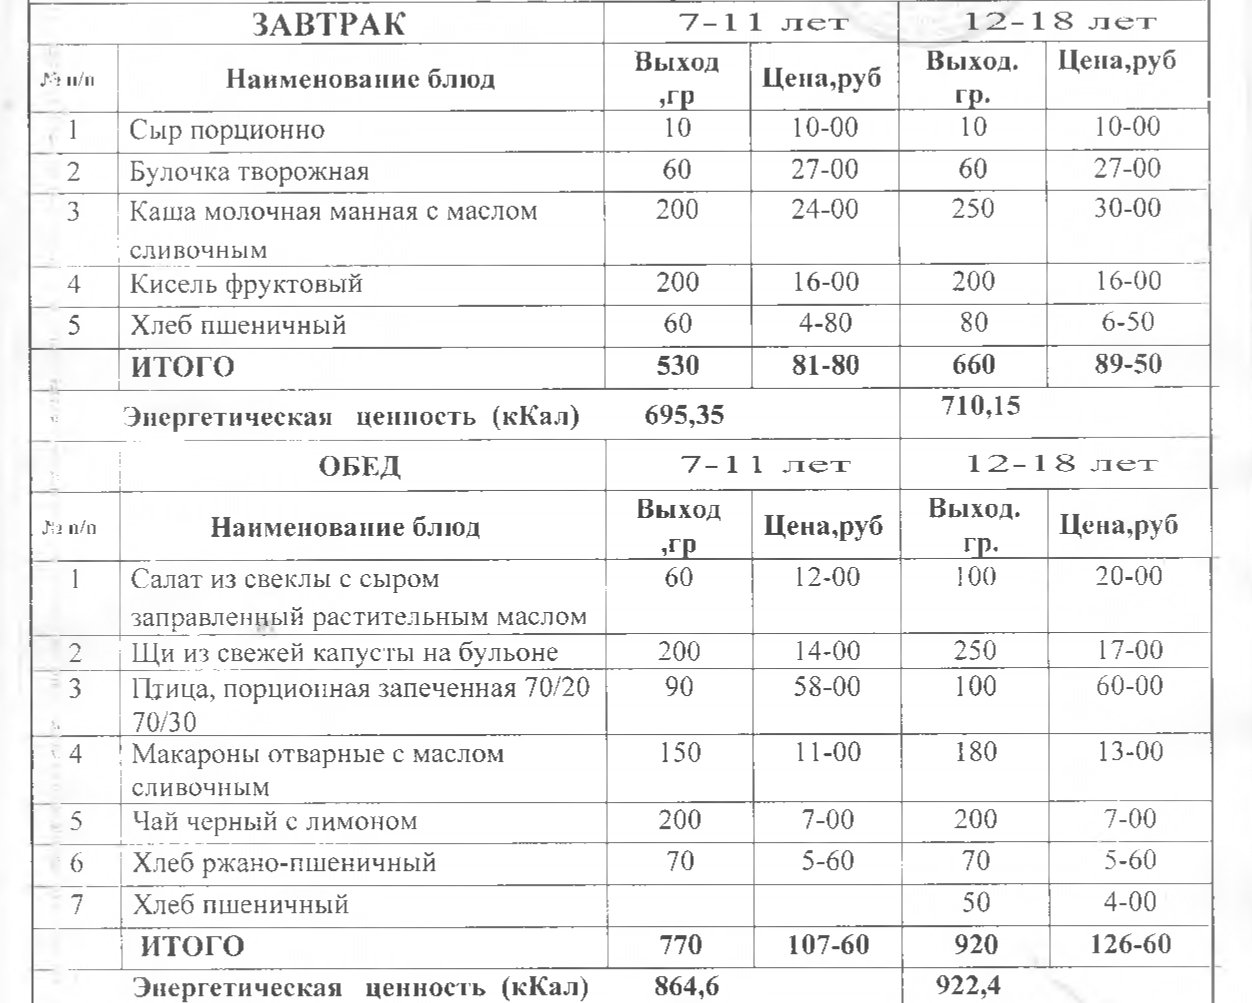 ЗАВТРАК 7-11 лет 12-18 лет
№ п/п Наименование блюд Выход ,гр Цена,руб Выход. гр. Цена,руб
1 Сыр порционно 10 10-00 10 10-00
2 Булочка творожная 60 27-00 60 27-00
3 Каша молочная манная с маслом 200 24-00 250 30-00
сливочным
4 Кисель фруктовый 200 16-00 200 16-00
5 Хлеб пшеничный 60 4-80 80 6-50
ИТОГО 530 81-80 660 89-50
Энергетическая ценность (кКал) 695,35 710,15
ОБЕД 7-11 лет 12-18 лет
№ п/п Наименование блюд Выход ,гр Цена,руб Выход. гр. Цена,руб
1 Салат из свеклы с сыром 60 12-00 100 20-00
заправленный растительным маслом
2 Щи из свежей капусты на бульоне 200 14-00 250 17-00
3 Птица, порционная запеченная 70/20 90 58-00 100 60-00
70/30
4 Макароны отварные с маслом 150 11-00 180 13-00
сливочным
5 Чай черный с лимоном 200 7-00 200 7-00
6 Хлеб ржано-пшеничный 70 5-60 70 5-60
7 Хлеб пшеничный 50 4-00
ИТОГО 770 107-60 920 126-60
Энергетическая ценность (кКал) 864,6 922,4